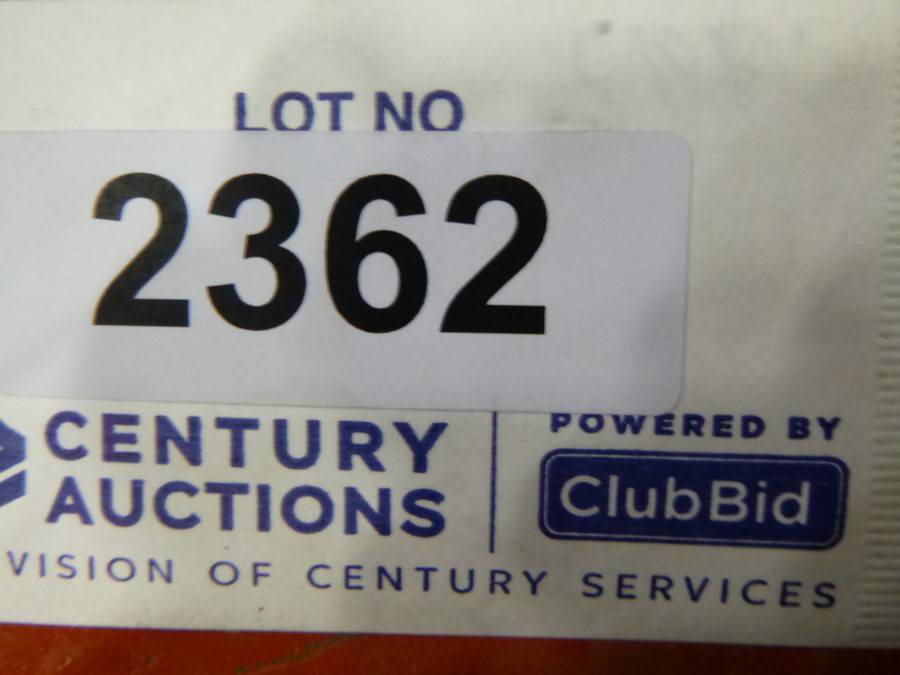 LOT NO
2362
CENTURY
AUCTIONS
POWERED BY
ClubBid
VISION OF CENTURY SERVICES